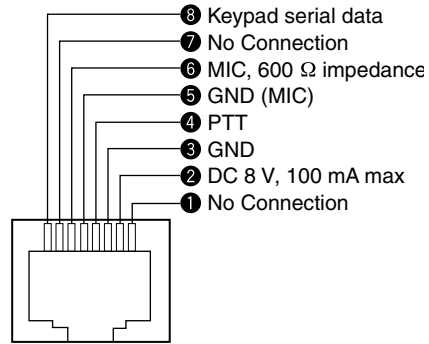 8 Keypad serial data
7 No Connection
6 MIC, 600 Ω impedance
5 GND (MIC)
4 PTT
3 GND
2 DC 8 V, 100 mA max
1 No Connection